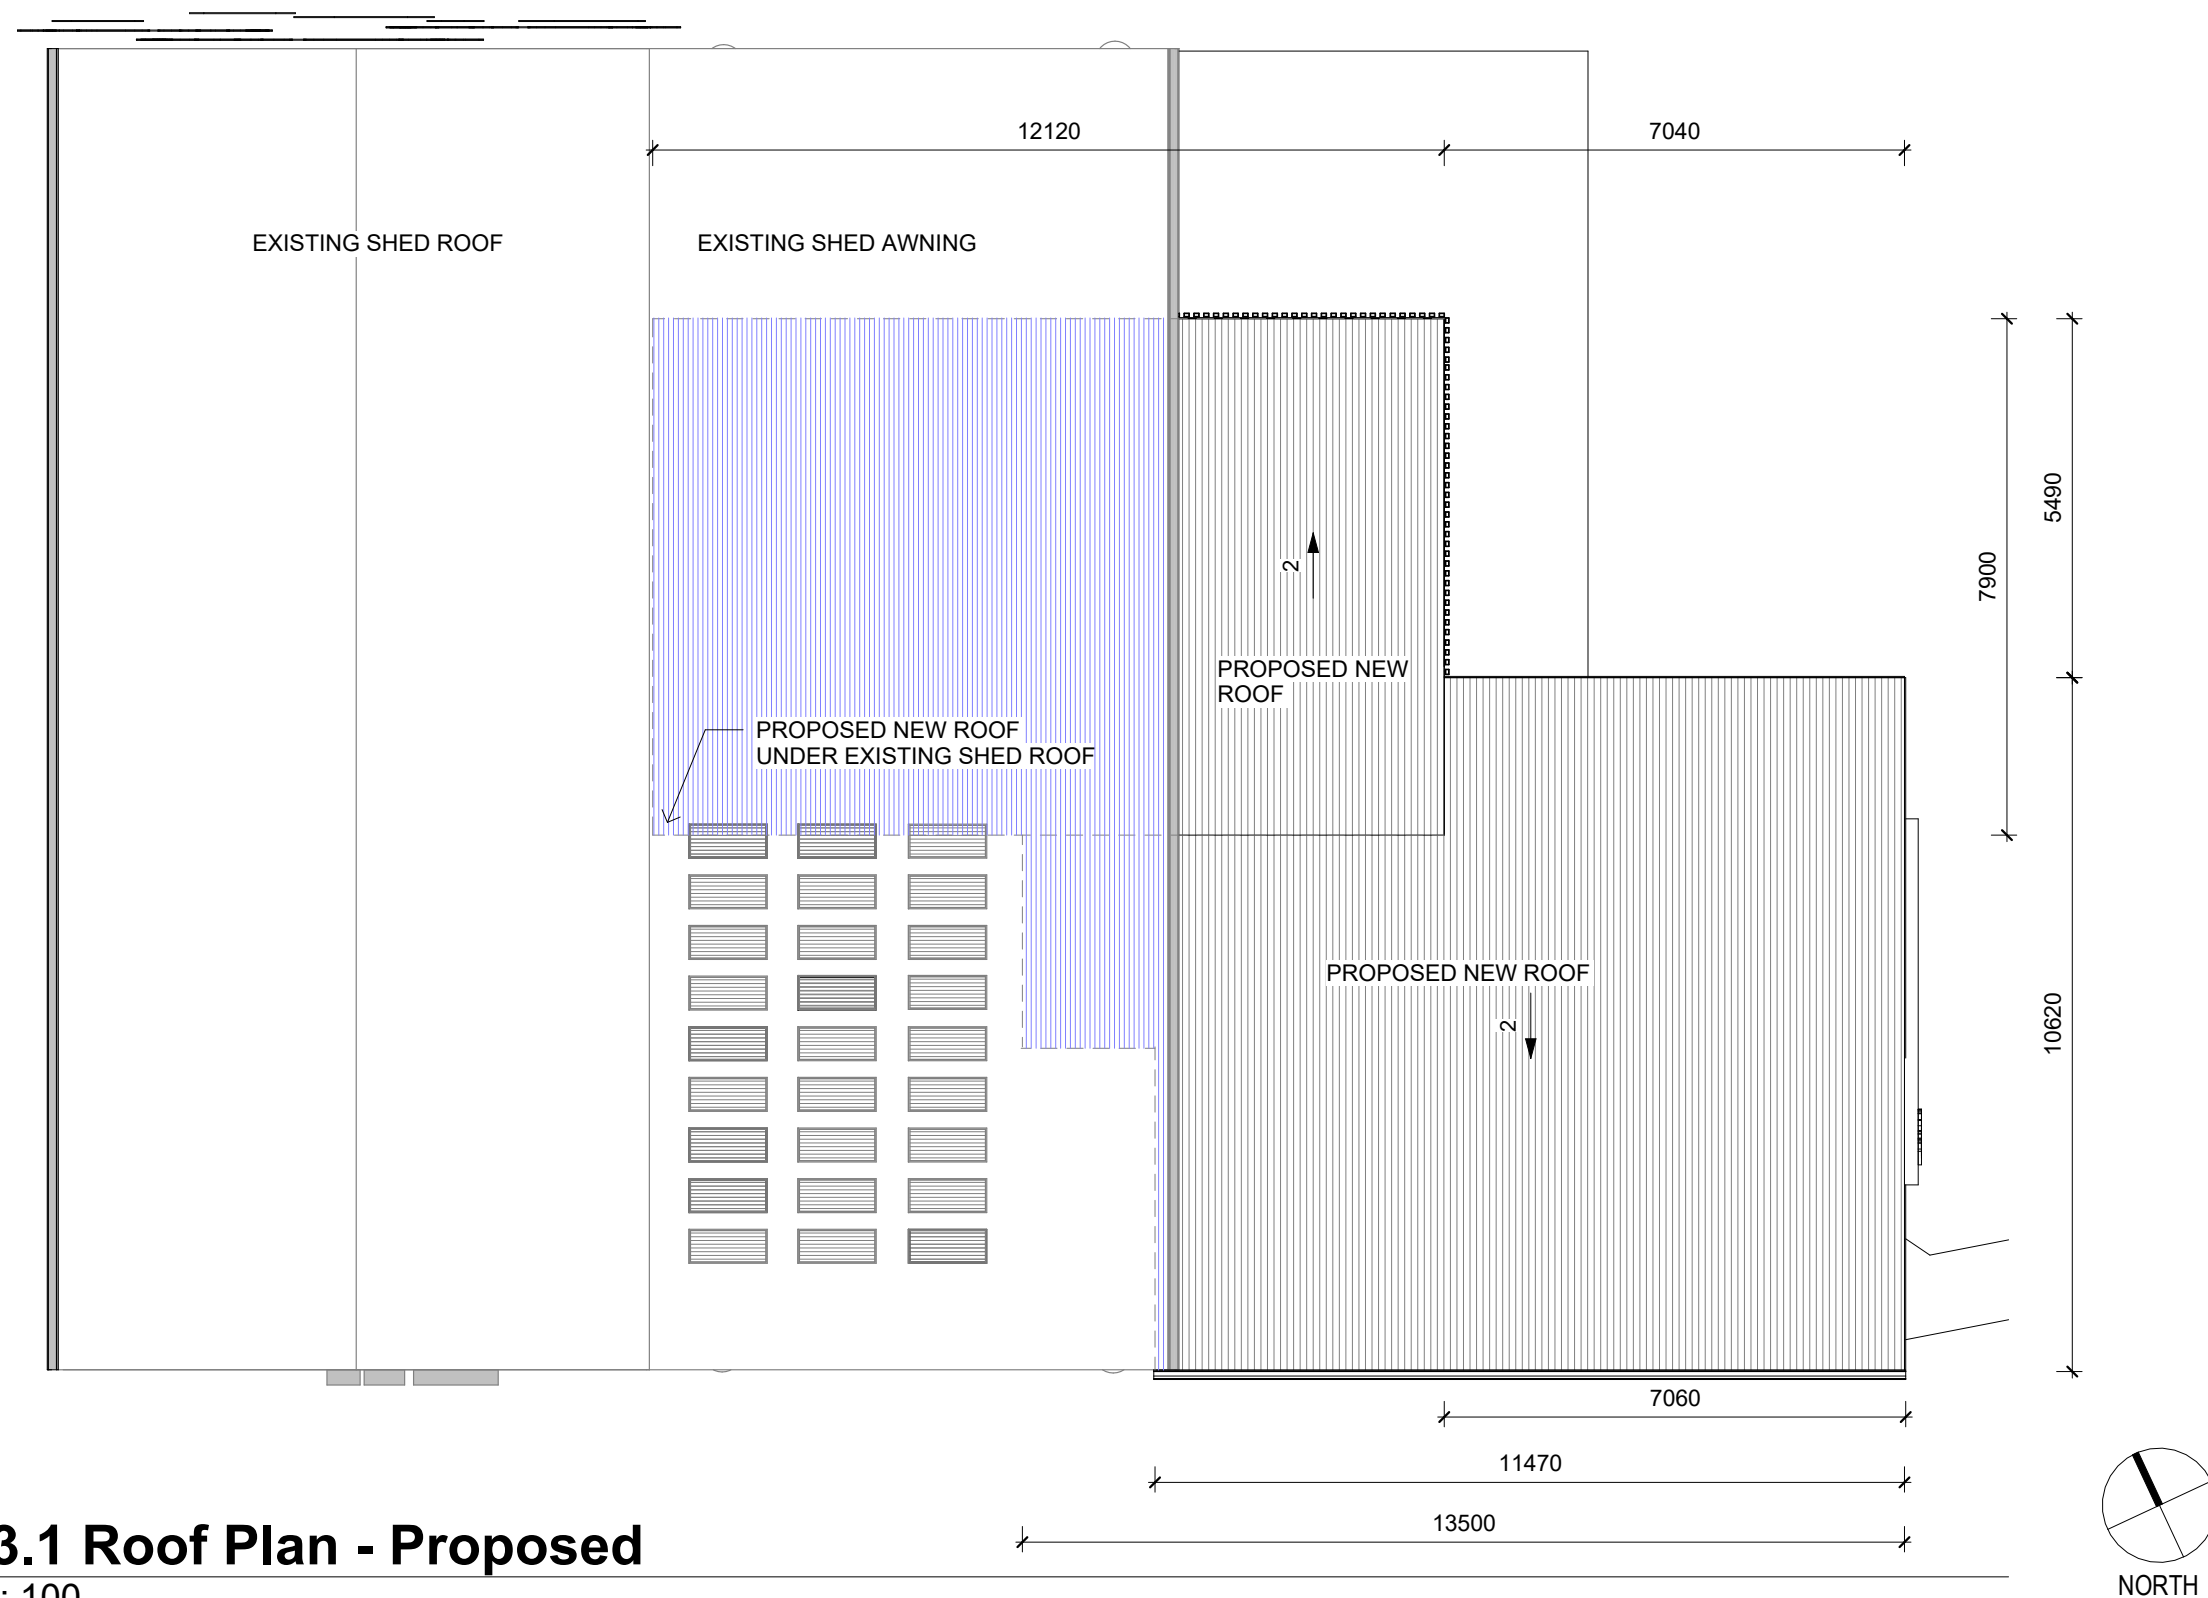 12120
7040
EXISTING SHED ROOF
EXISTING SHED AWNING
5490
7900
2
PROPOSED NEW
ROOF
PROPOSED NEW ROOF
UNDER EXISTING SHED ROOF
PROPOSED NEW ROOF
2
10620
7060
11470
13500
3.1 Roof Plan - Proposed
: 100
NORTH